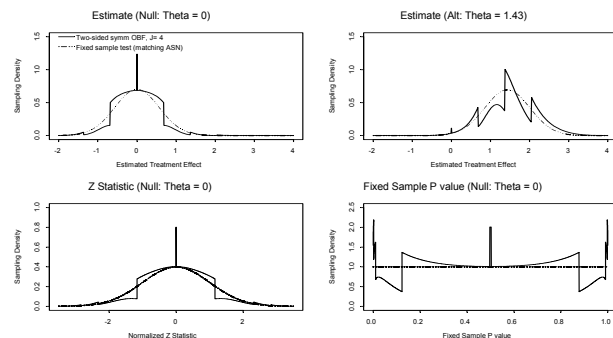 Estimate (Null: Theta = 0)
Two-sided symm OBF, J= 4
Fixed sample test (matching ASN)
Sampling Density
0.0 0.5 1.0 1.5
-2 -1 0 1 2 3 4
Estimated Treatment Effect
Estimate (Alt: Theta = 1.43)
Sampling Density
0.0 0.5 1.0 1.5
-2 -1 0 1 2 3 4
Estimated Treatment Effect
Z Statistic (Null: Theta = 0)
Sampling Density
0.0 0.2 0.4 0.6 0.8 1.0
-2 0 2
Normalized Z Statistic
Fixed Sample P value (Null: Theta = 0)
Sampling Density
0.0 0.5 1.0 1.5 2.0 2.5
0.0 0.2 0.4 0.6 0.8 1.0
Fixed Sample P value